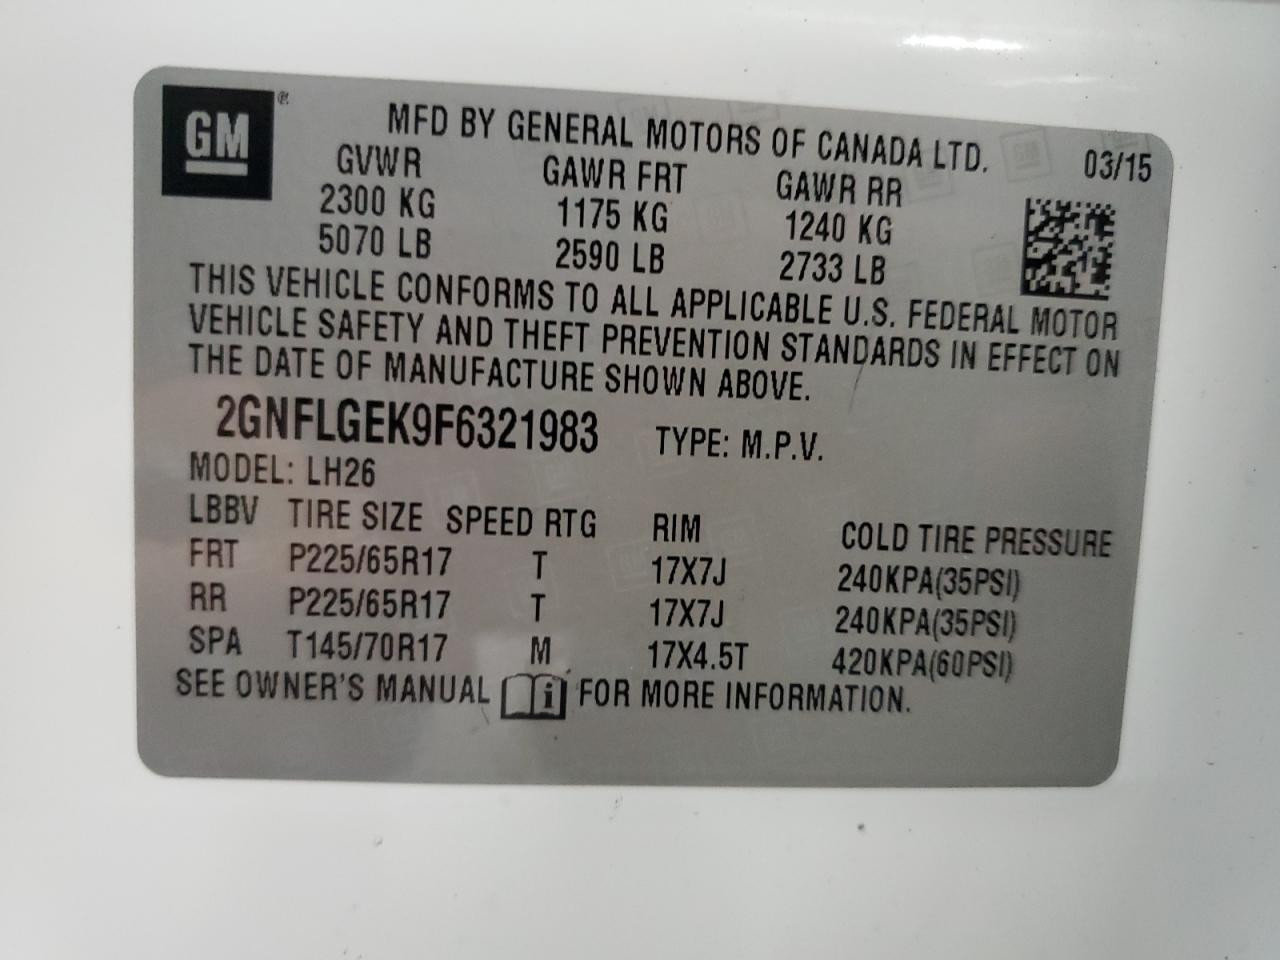 GM ®
MFD BY GENERAL MOTORS OF CANADA LTD. 03/15
GVWR GAWR FRT GAWR RR
2300 KG 1175 KG 1240 KG
5070 LB 2590 LB 2733 LB
THIS VEHICLE CONFORMS TO ALL APPLICABLE U.S. FEDERAL MOTOR
VEHICLE SAFETY AND THEFT PREVENTION STANDARDS IN EFFECT ON
THE DATE OF MANUFACTURE SHOWN ABOVE.
2GNFLGEK9F6321983 TYPE: M.P.V.
MODEL: LH26
LBBV TIRE SIZE SPEED RTG RIM COLD TIRE PRESSURE
FRT P225/65R17 T 17X7J 240KPA(35PSI)
RR P225/65R17 T 17X7J 240KPA(35PSI)
SPA T145/70R17 M 17X4.5T 420KPA(60PSI)
SEE OWNER'S MANUAL i FOR MORE INFORMATION.